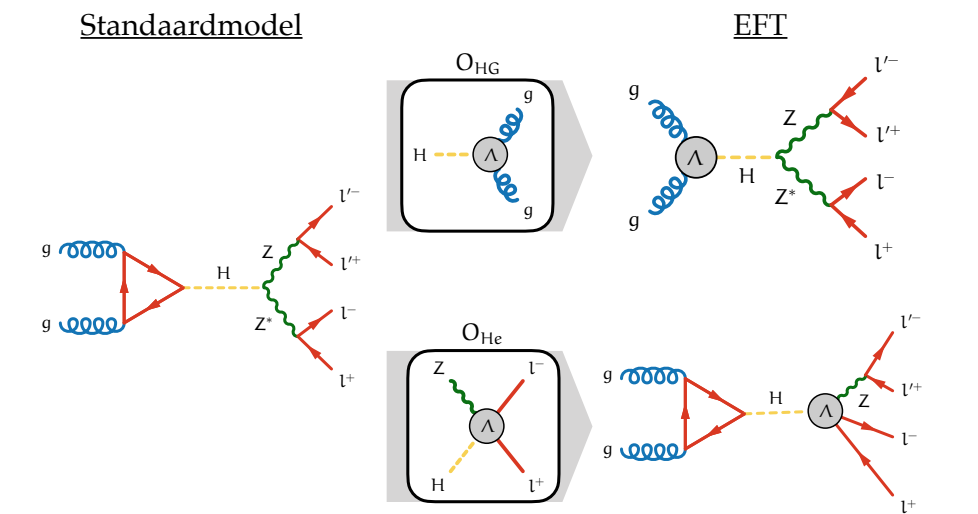 Standaardmodel
EFT
O_HG
H
Λ
g
g
g
g
Λ
H
Z
Z*
l′−
l′+
l−
l+
g
g
H
Z
Z*
l′−
l′+
l−
l+
O_He
Z
l−
Λ
H
l+
g
g
H
Λ
Z
l′−
l′+
l−
l+